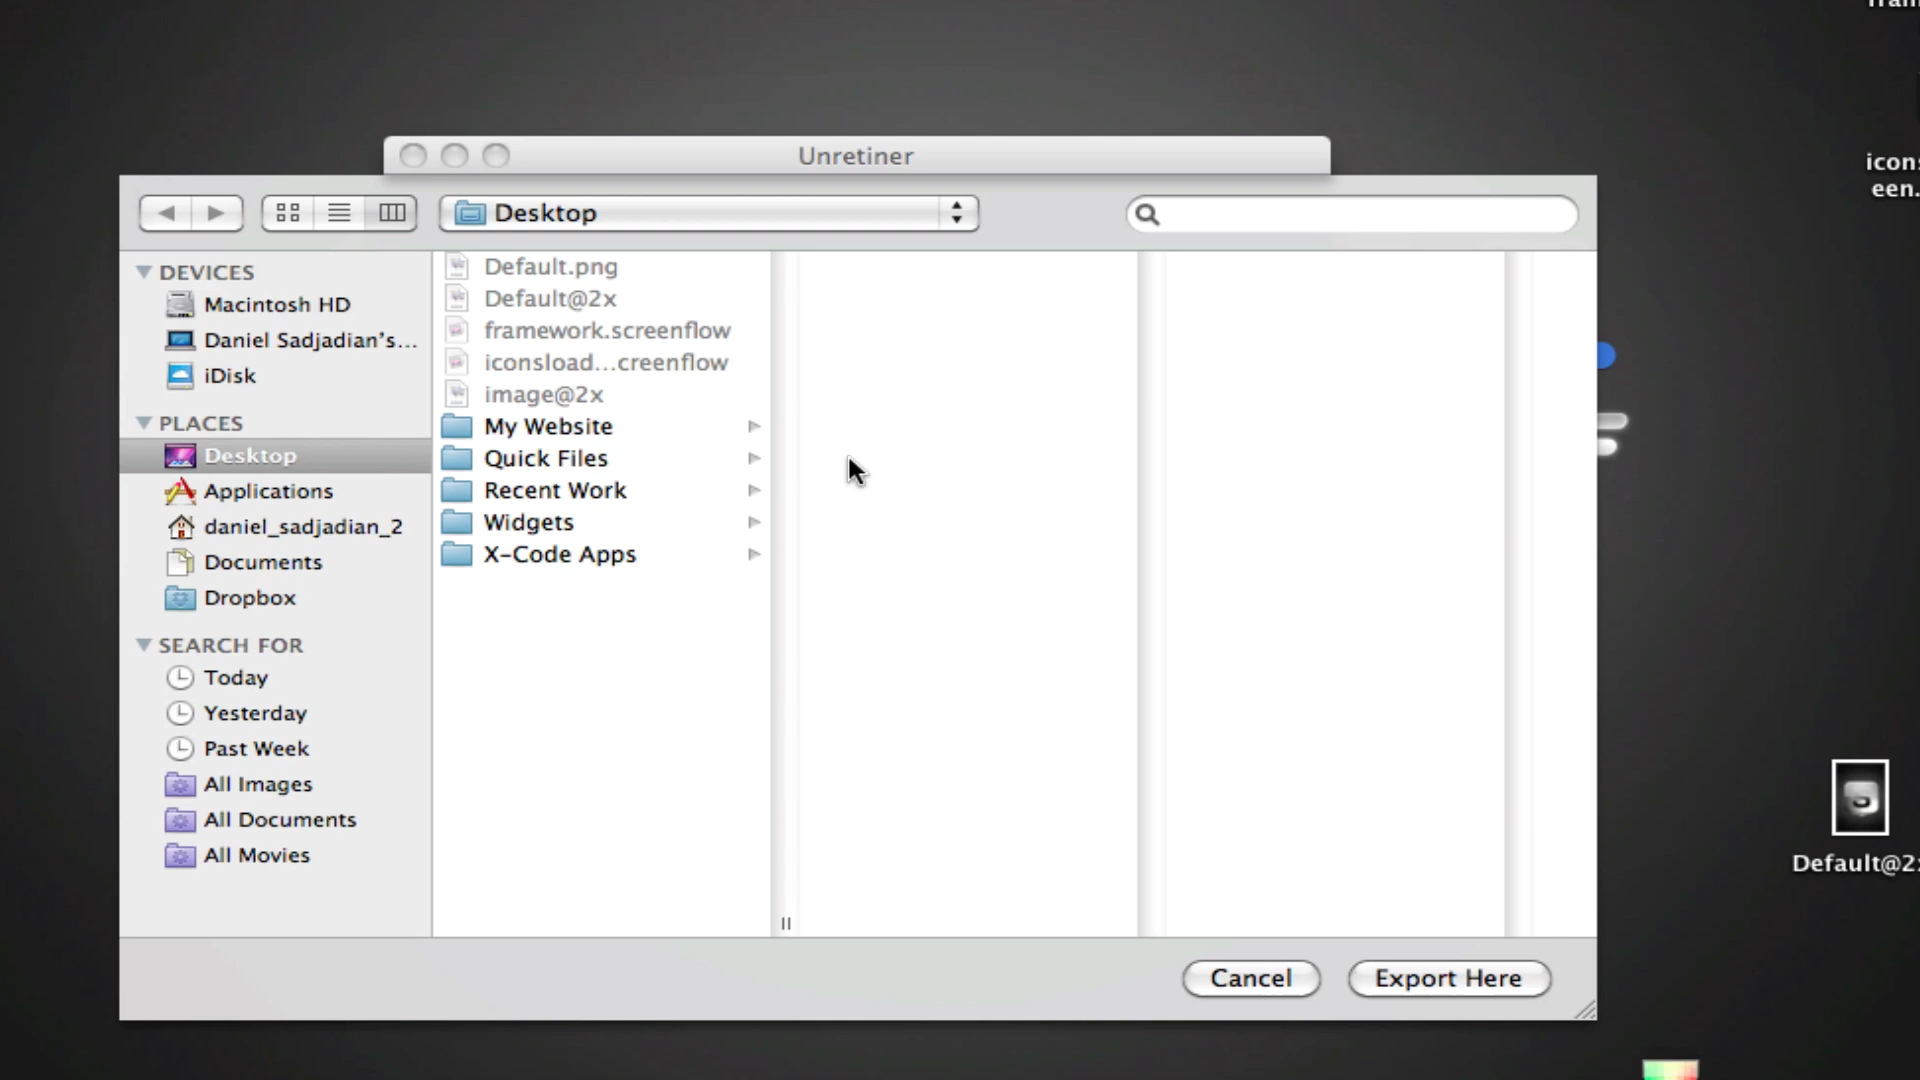 Unretiner
Desktop
DEVICES
Macintosh HD
Daniel Sadjadian's...
iDisk
PLACES
Desktop
Applications
daniel_sadjadian_2
Documents
Dropbox
SEARCH FOR
Today
Yesterday
Past Week
All Images
All Documents
All Movies
Default.png
Default@2x
framework.screenflow
iconsload...creenflow
image@2x
My Website
Quick Files
Recent Work
Widgets
X-Code Apps
Cancel
Export Here
icons
een.
Default@2x